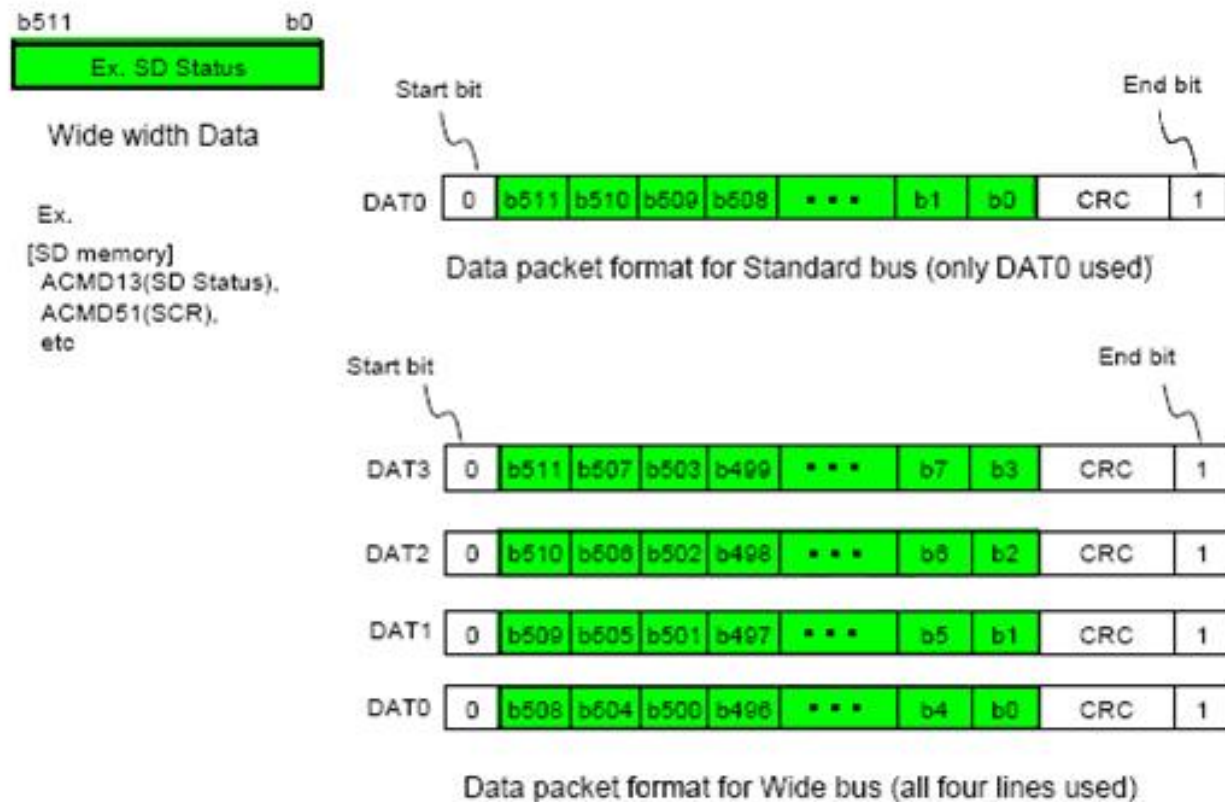 b511 b0
Ex. SD Status
Wide width Data
Ex.
[SD memory]
ACMD13(SD Status),
ACMD51(SCR),
etc
Start bit End bit
DAT0 0 b511 b510 b509 b508 ▪ ▪ ▪ b1 b0 CRC 1
Data packet format for Standard bus (only DAT0 used)
Start bit End bit
DAT3 0 b511 b507 b503 b499 ▪ ▪ ▪ b7 b3 CRC 1
DAT2 0 b510 b506 b502 b498 ▪ ▪ ▪ b6 b2 CRC 1
DAT1 0 b509 b505 b501 b497 ▪ ▪ ▪ b5 b1 CRC 1
DAT0 0 b508 b504 b500 b496 ▪ ▪ ▪ b4 b0 CRC 1
Data packet format for Wide bus (all four lines used)